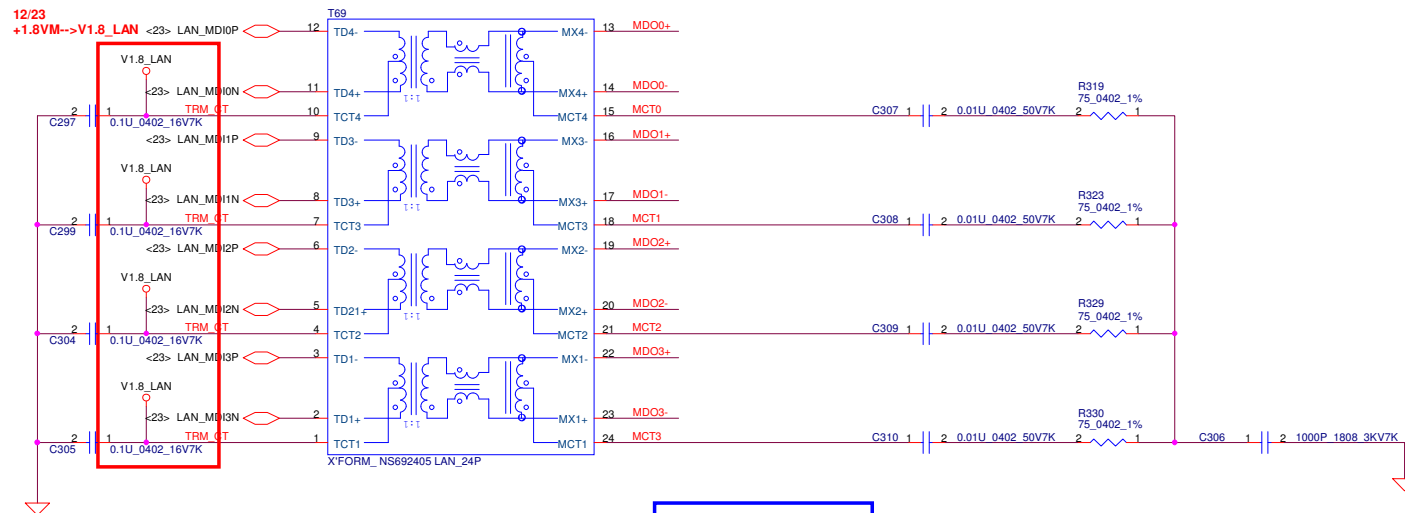 12/23
+1.8VM-->V1.8_LAN
T69
<23> LAN_MDI0P 12 TD4- MX4- 13 MDO0+
V1.8_LAN
<23> LAN_MDI0N 11 TD4+ 1:1 MX4+ 14 MDO0-
R319
75_0402_1%
C297 2 1 0.1U_0402_16V7K TRM_CT 10 TCT4 MCT4 15 MCT0 C307 1 2 0.01U_0402_50V7K 2 1
<23> LAN_MDI1P 9 TD3- MX3- 16 MDO1+
V1.8_LAN
<23> LAN_MDI1N 8 TD3+ 1:1 MX3+ 17 MDO1-
R323
75_0402_1%
C299 2 1 0.1U_0402_16V7K TRM_CT 7 TCT3 MCT3 18 MCT1 C308 1 2 0.01U_0402_50V7K 2 1
<23> LAN_MDI2P 6 TD2- MX2- 19 MDO2+
V1.8_LAN
<23> LAN_MDI2N 5 TD21+ 1:1 MX2+ 20 MDO2-
R329
75_0402_1%
C304 2 1 0.1U_0402_16V7K TRM_CT 4 TCT2 MCT2 21 MCT2 C309 1 2 0.01U_0402_50V7K 2 1
<23> LAN_MDI3P 3 TD1- MX1- 22 MDO3+
V1.8_LAN
<23> LAN_MDI3N 2 TD1+ 1:1 MX1+ 23 MDO3-
R330
75_0402_1%
C305 2 1 0.1U_0402_16V7K TRM_CT 1 TCT1 MCT1 24 MCT3 C310 1 2 0.01U_0402_50V7K 2 1 C306 1 2 1000P_1808_3KV7K
X'FORM_ NS692405 LAN_24P